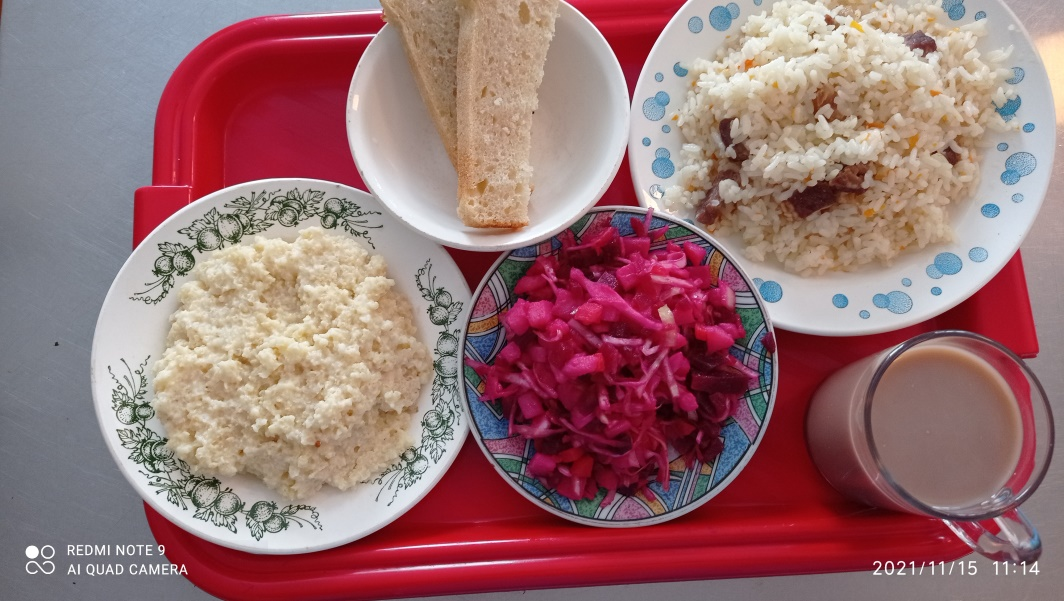 REDMI NOTE 9
AI QUAD CAMERA
2021/11/15 11:14